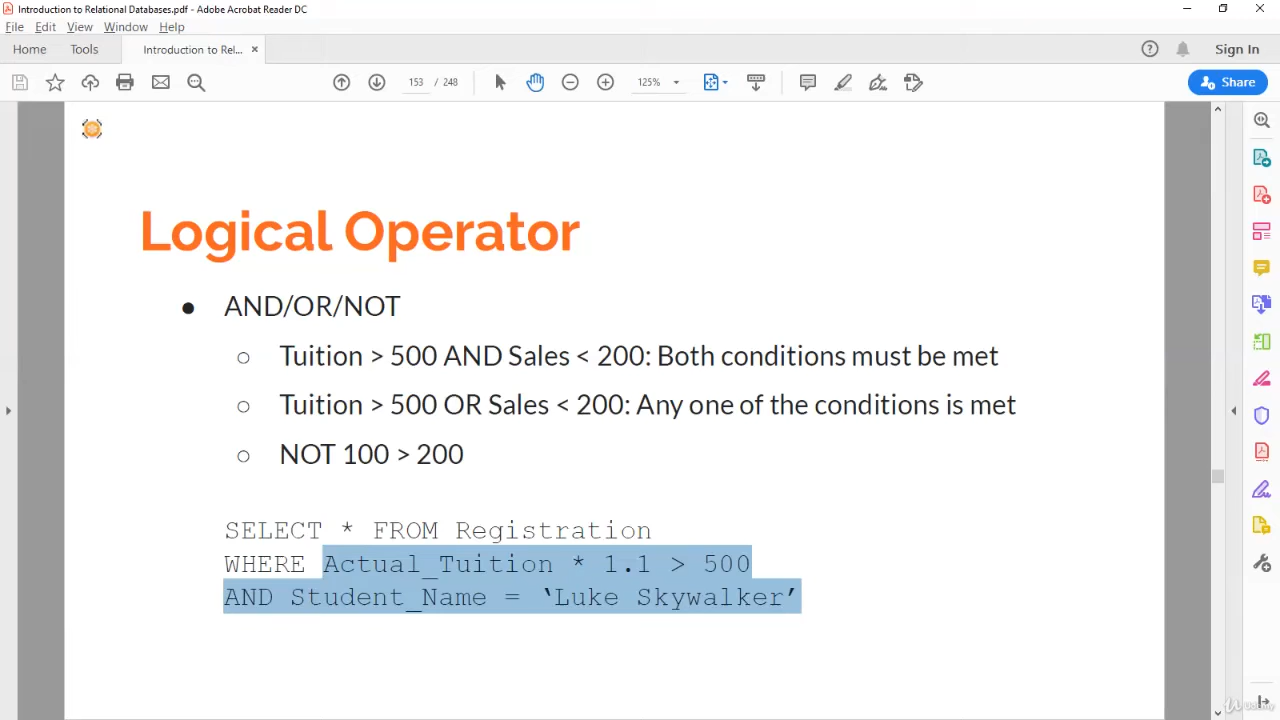 Introduction to Relational Databases.pdf - Adobe Acrobat Reader DC
File Edit View Window Help
Home Tools Introduction to Rel... × Sign In
153 / 248 125% Share
Logical Operator
● AND/OR/NOT
○ Tuition > 500 AND Sales < 200: Both conditions must be met
○ Tuition > 500 OR Sales < 200: Any one of the conditions is met
○ NOT 100 > 200
SELECT * FROM Registration
WHERE Actual_Tuition * 1.1 > 500
AND Student_Name = ‘Luke Skywalker’
Udemy